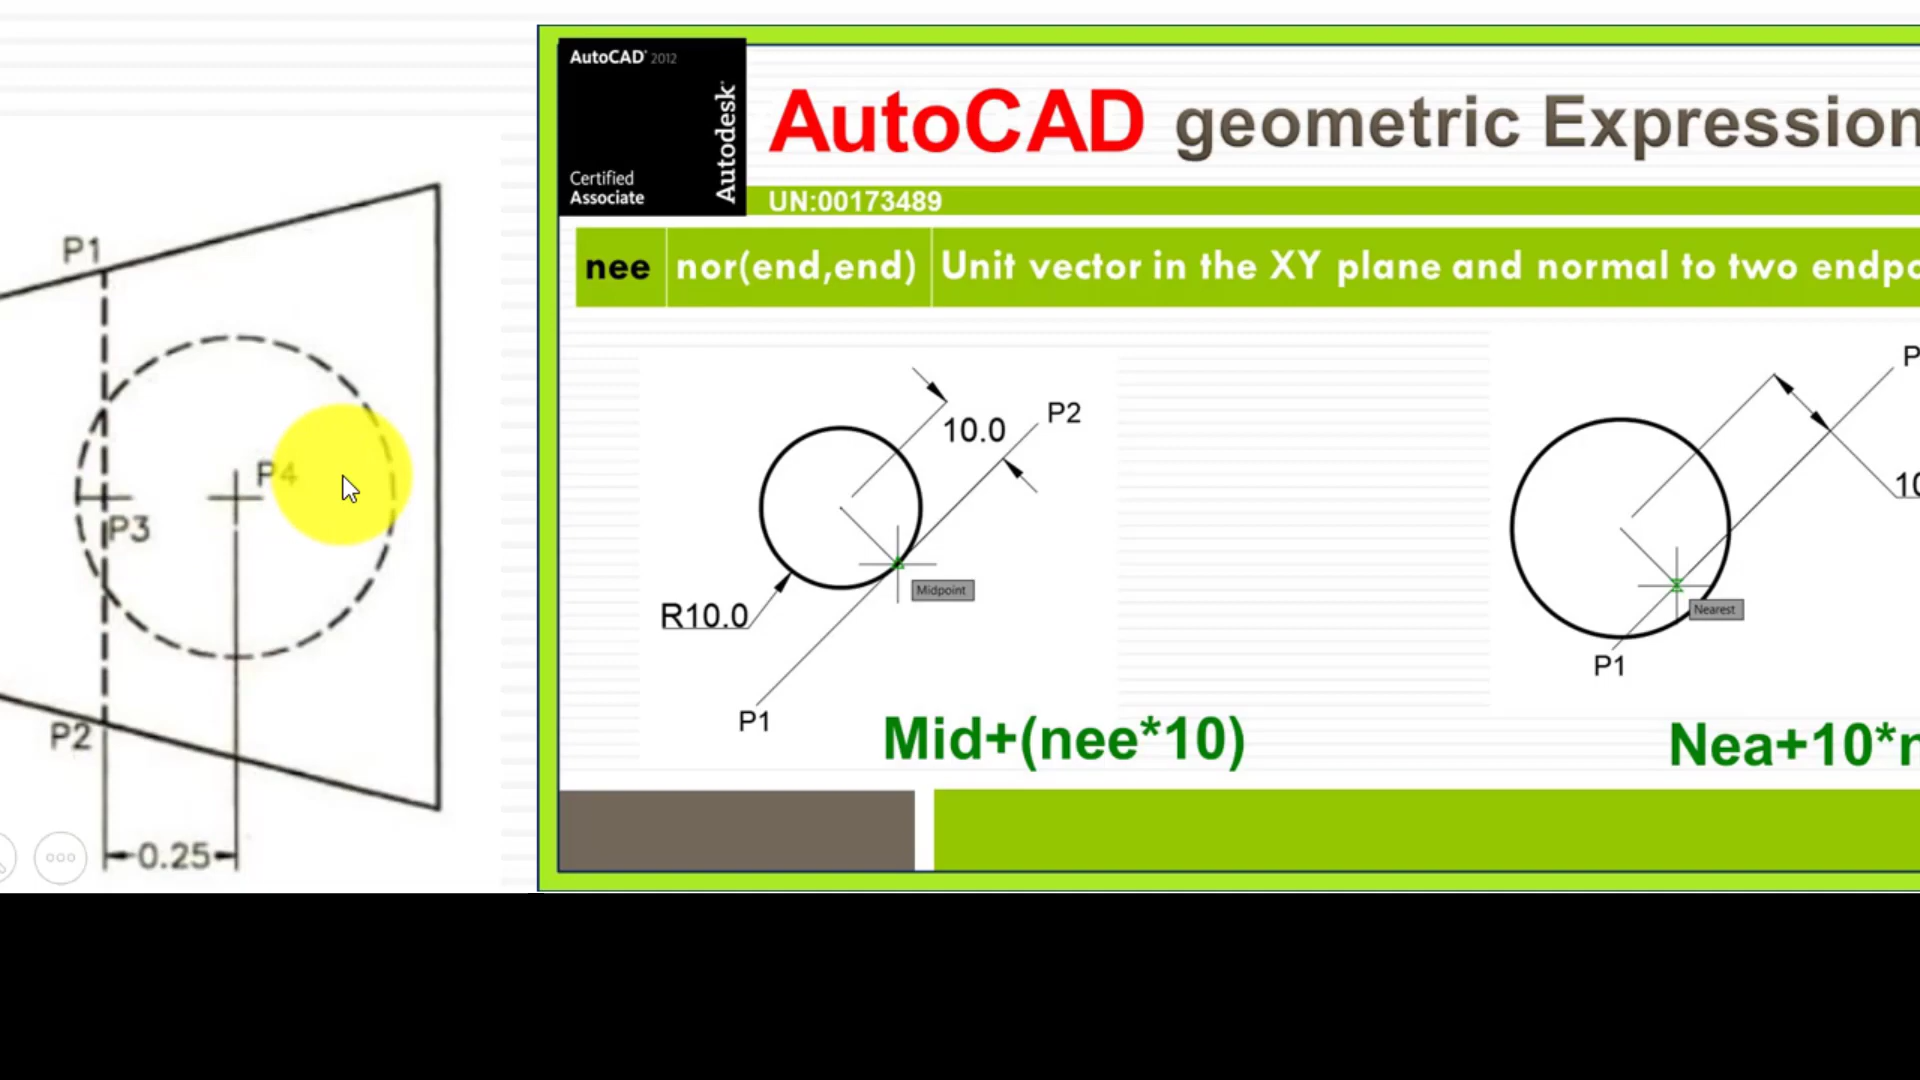 P1
P4
P3
P2
0.25
AutoCAD 2012
Autodesk
Certified
Associate
AutoCAD geometric Expression
UN:00173489
nee nor(end,end) Unit vector in the XY plane and normal to two endpo
10.0
P2
R10.0
Midpoint
P1
Mid+(nee*10)
P
10
Nearest
P1
Nea+10*n